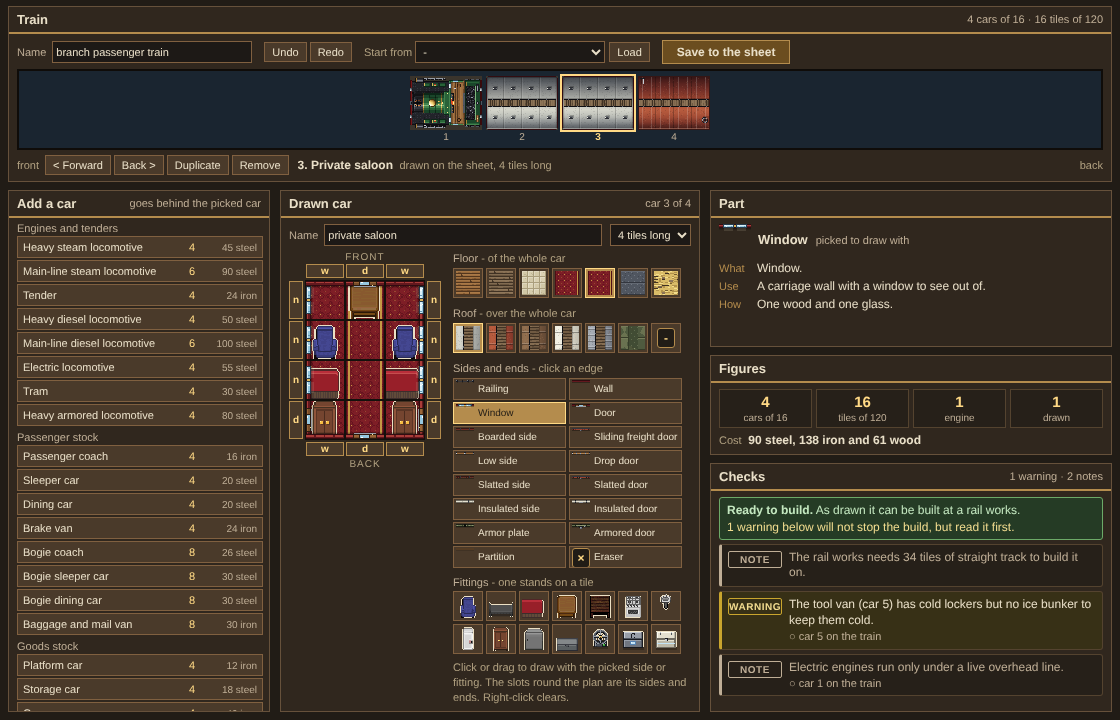 Train
4 cars of 16 · 16 tiles of 120
Name branch passenger train Undo Redo Start from - Load Save to the sheet
1 2 3 4
front < Forward Back > Duplicate Remove 3. Private saloon drawn on the sheet, 4 tiles long back
Add a car goes behind the picked car
Engines and tenders
Heavy steam locomotive 4 45 steel
Main-line steam locomotive 6 90 steel
Tender 4 24 iron
Heavy diesel locomotive 4 50 steel
Main-line diesel locomotive 6 100 steel
Electric locomotive 4 55 steel
Tram 4 30 steel
Heavy armored locomotive 4 80 steel
Passenger stock
Passenger coach 4 16 iron
Sleeper car 4 20 steel
Dining car 4 20 steel
Brake van 4 24 iron
Bogie coach 8 26 steel
Bogie sleeper car 8 30 steel
Bogie dining car 8 30 steel
Baggage and mail van 8 30 iron
Goods stock
Platform car 4 12 iron
Storage car 4 18 steel
Drawn car car 3 of 4
Name private saloon 4 tiles long
FRONT
w d w
n n
n n
n n
d d
w d w
BACK
Floor - of the whole car
Roof - over the whole car
-
Sides and ends - click an edge
Railing Wall
Window Door
Boarded side Sliding freight door
Low side Drop door
Slatted side Slatted door
Insulated side Insulated door
Armor plate Armored door
Partition × Eraser
Fittings - one stands on a tile
Click or drag to draw with the picked side or
fitting. The slots round the plan are its sides and
ends. Right-click clears.
Part
Window picked to draw with
What Window.
Use A carriage wall with a window to see out of.
How One wood and one glass.
Figures
4 16 1 1
cars of 16 tiles of 120 engine drawn
Cost 90 steel, 138 iron and 61 wood
Checks 1 warning · 2 notes
Ready to build. As drawn it can be built at a rail works.
1 warning below will not stop the build, but read it first.
NOTE The rail works needs 34 tiles of straight track to build it
on.
WARNING The tool van (car 5) has cold lockers but no ice bunker to
keep them cold.
○ car 5 on the train
NOTE Electric engines run only under a live overhead line.
○ car 1 on the train